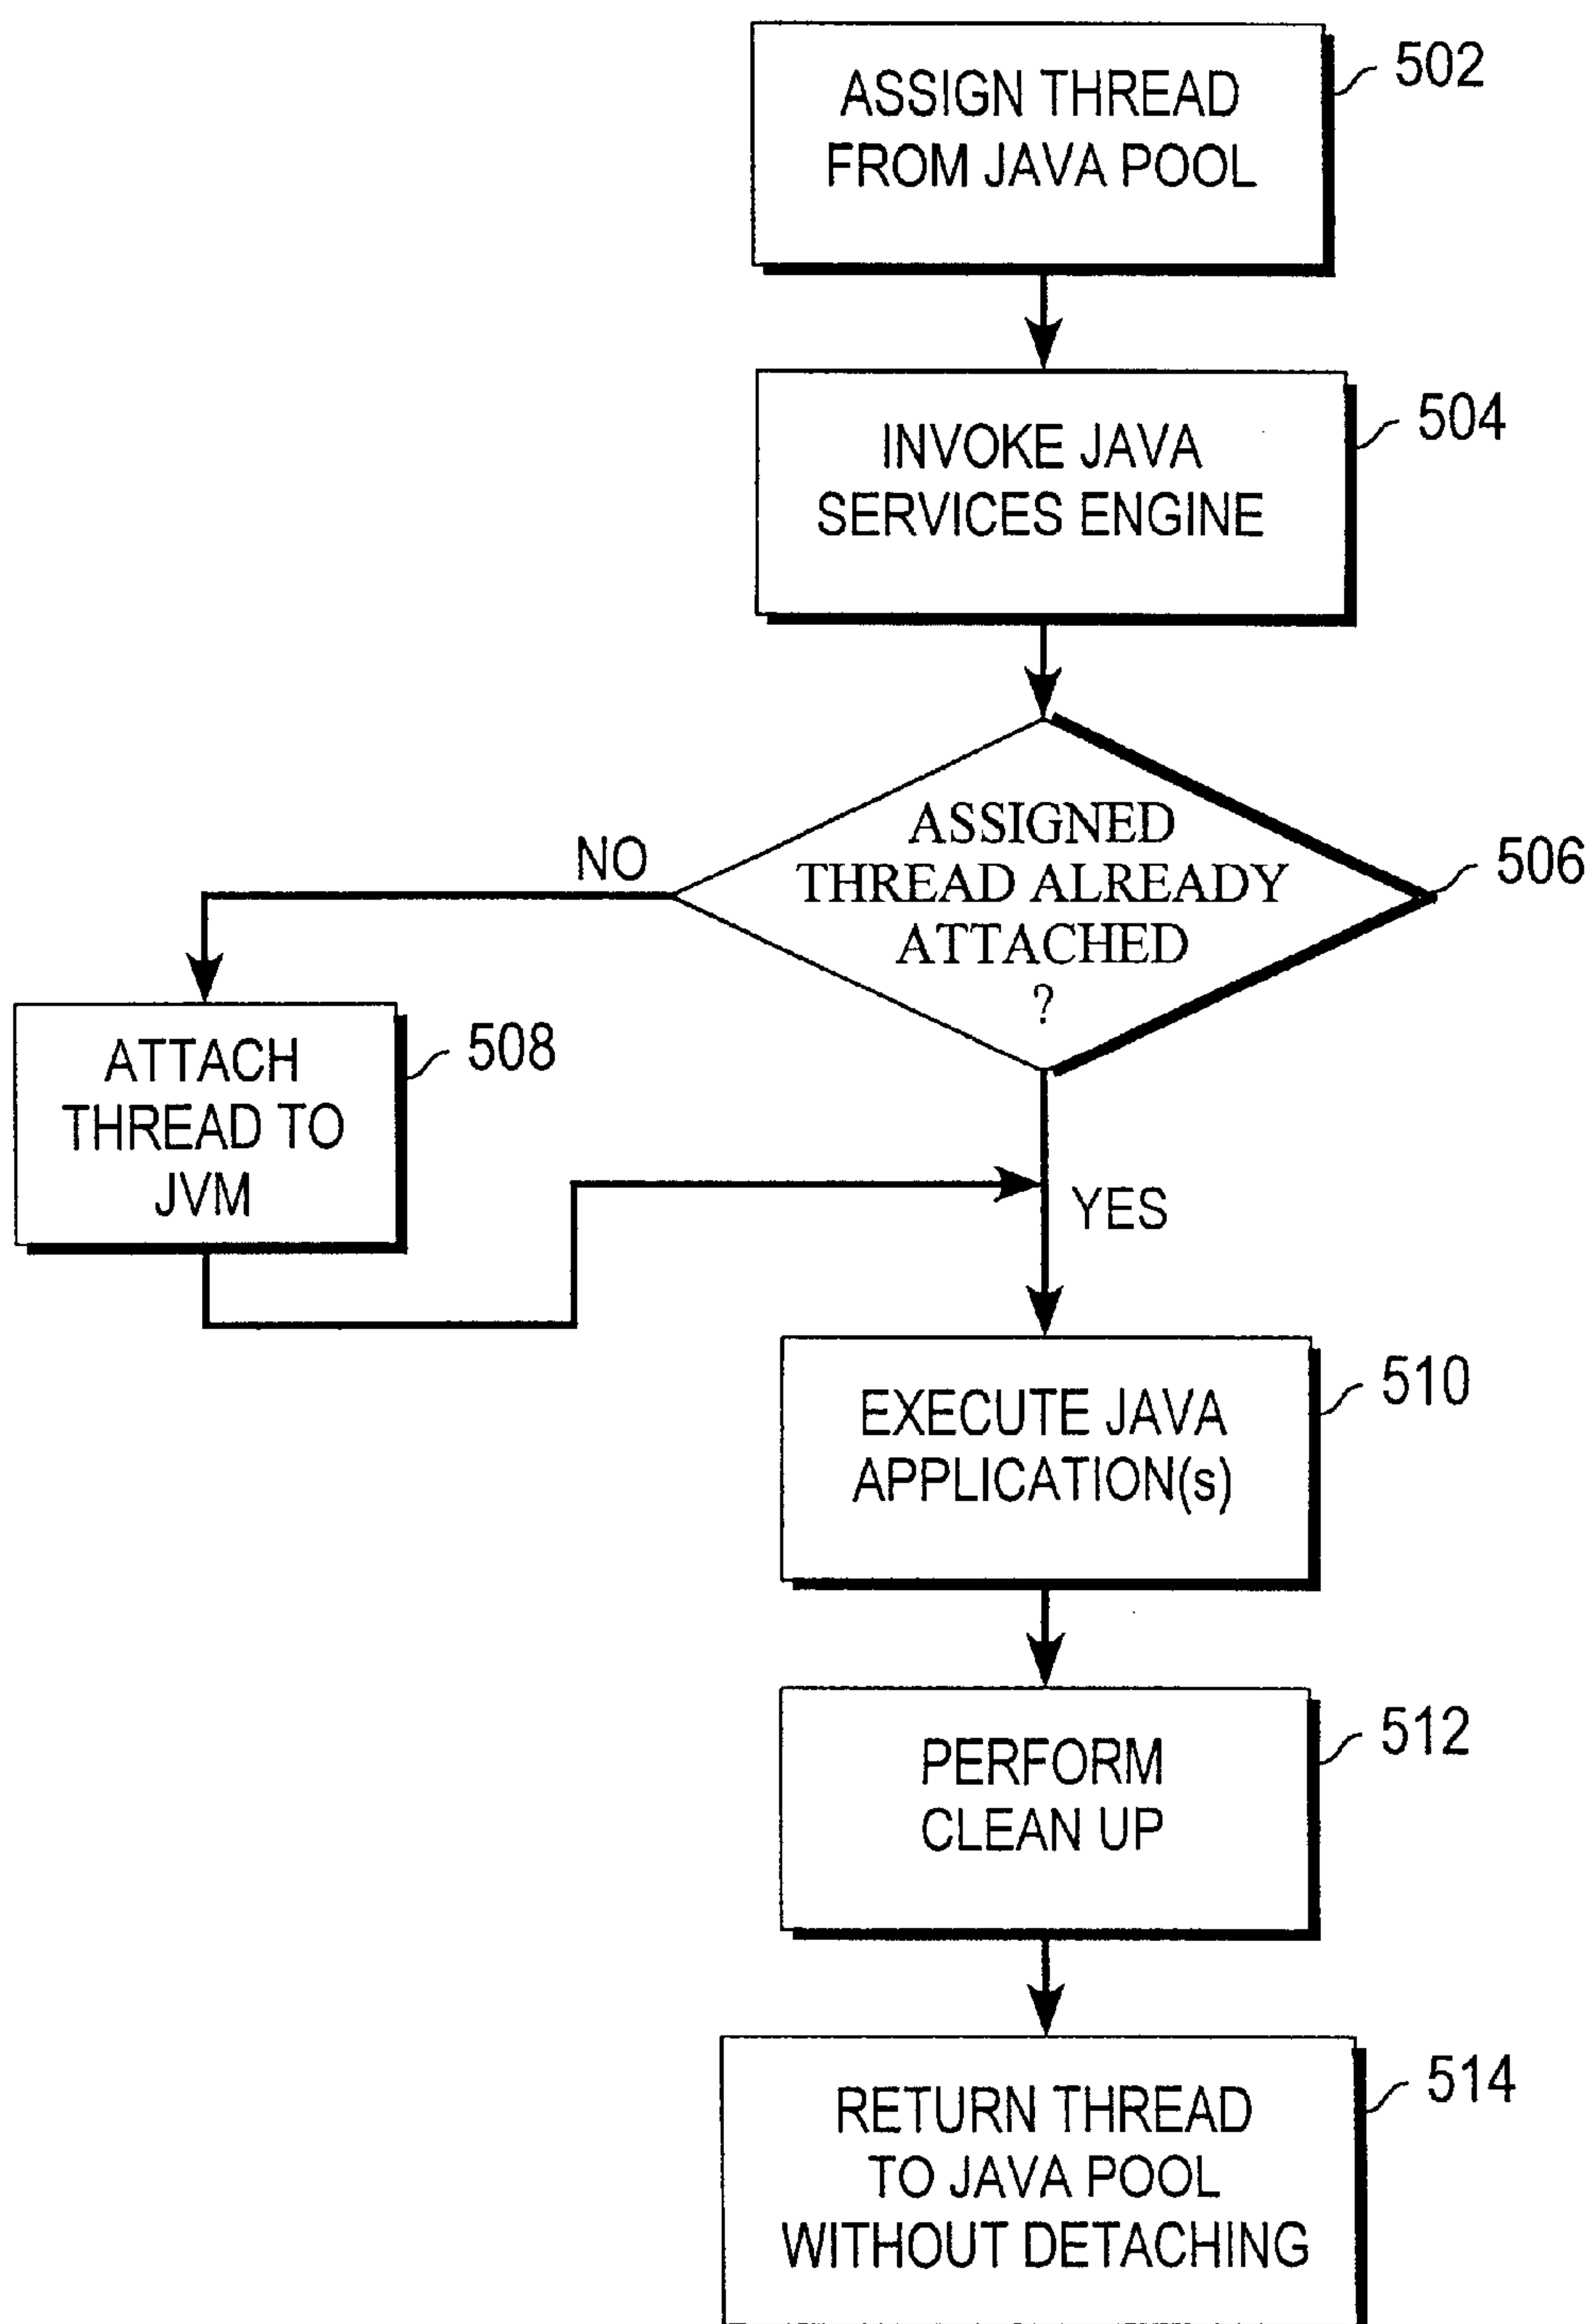 ASSIGN THREAD
FROM JAVA POOL
502
INVOKE JAVA
SERVICES ENGINE
504
ASSIGNED
THREAD ALREADY
ATTACHED
?
506
NO
ATTACH
THREAD TO
JVM
508
YES
EXECUTE JAVA
APPLICATION(s)
510
PERFORM
CLEAN UP
512
RETURN THREAD
TO JAVA POOL
WITHOUT DETACHING
514